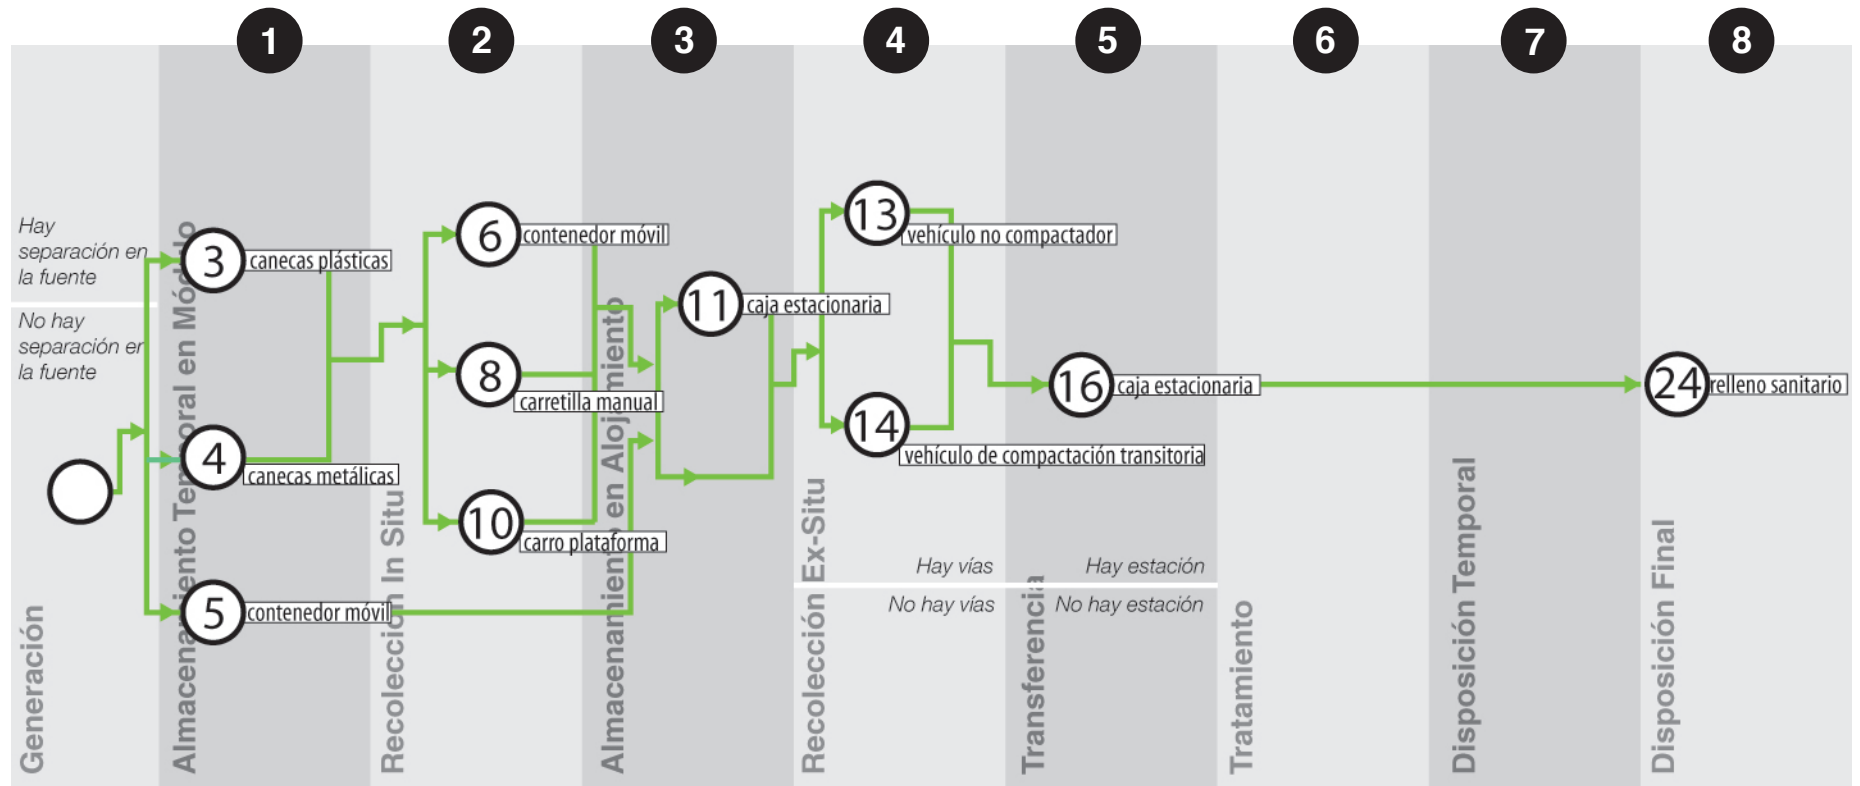 1
2
3
4
5
6
7
8
Hay
separación en
la fuente
No hay
separación en
la fuente
Generación
3
canecas plásticas
4
canecas metálicas
5
contenedor móvil
Almacenamiento Temporal en Módulo
6
contenedor móvil
8
carretilla manual
10
carro plataforma
Recolección In Situ
11
caja estacionaria
Almacenamiento en Alojamiento
13
vehículo no compactador
14
vehículo de compactación transitoria
Hay vías
No hay vías
Recolección Ex-Situ
16
caja estacionaria
Hay estación
No hay estación
Transferencia
Tratamiento
Disposición Temporal
24
relleno sanitario
Disposición Final